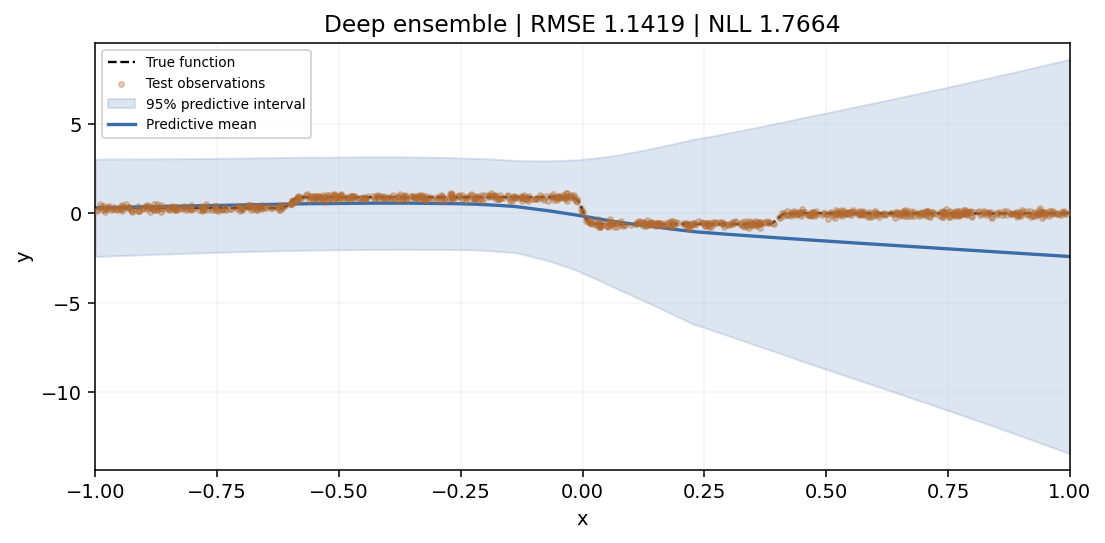 Deep ensemble | RMSE 1.1419 | NLL 1.7664
True function
Test observations
95% predictive interval
Predictive mean
y
5
0
−5
−10
−1.00 −0.75 −0.50 −0.25 0.00 0.25 0.50 0.75 1.00
x